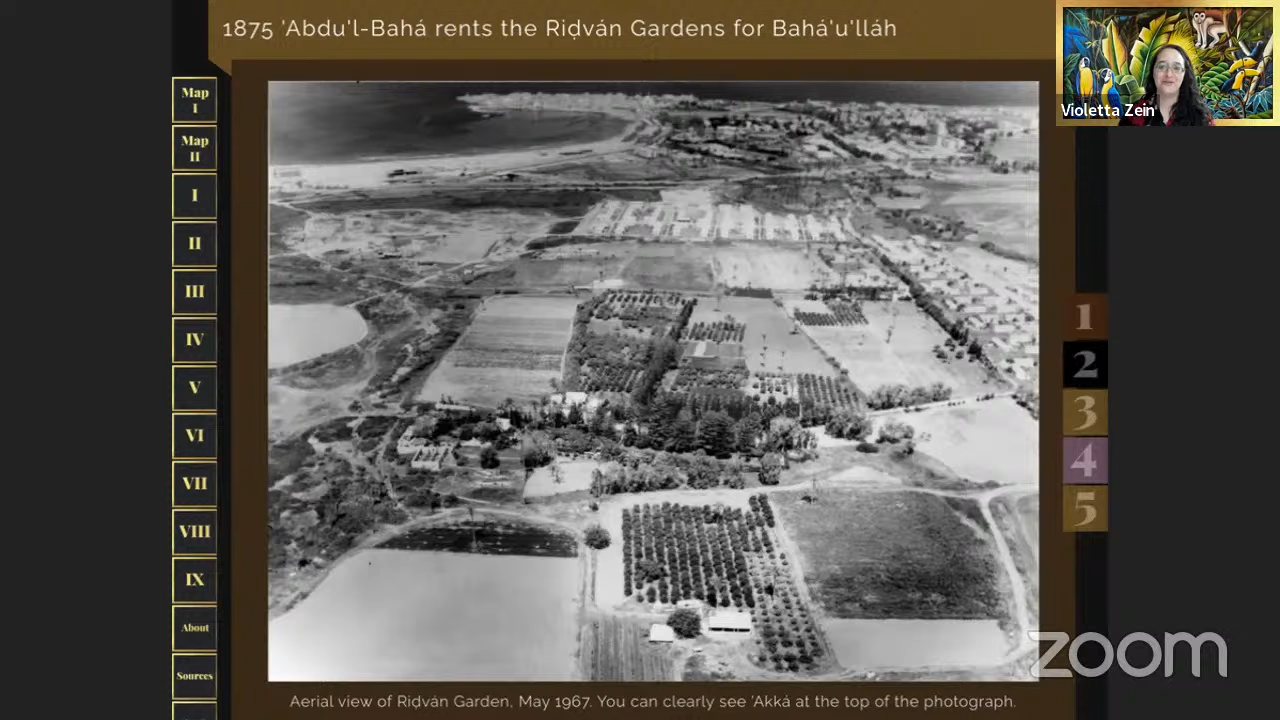 1875 'Abdu'l-Bahá rents the Riḍván Gardens for Bahá'u'lláh
Violetta Zein
Map
I
Map
II
I
II
III
IV
V
VI
VII
VIII
IX
About
Sources
1
2
3
4
5
zoom
Aerial view of Riḍván Garden, May 1967. You can clearly see 'Akká at the top of the photograph.